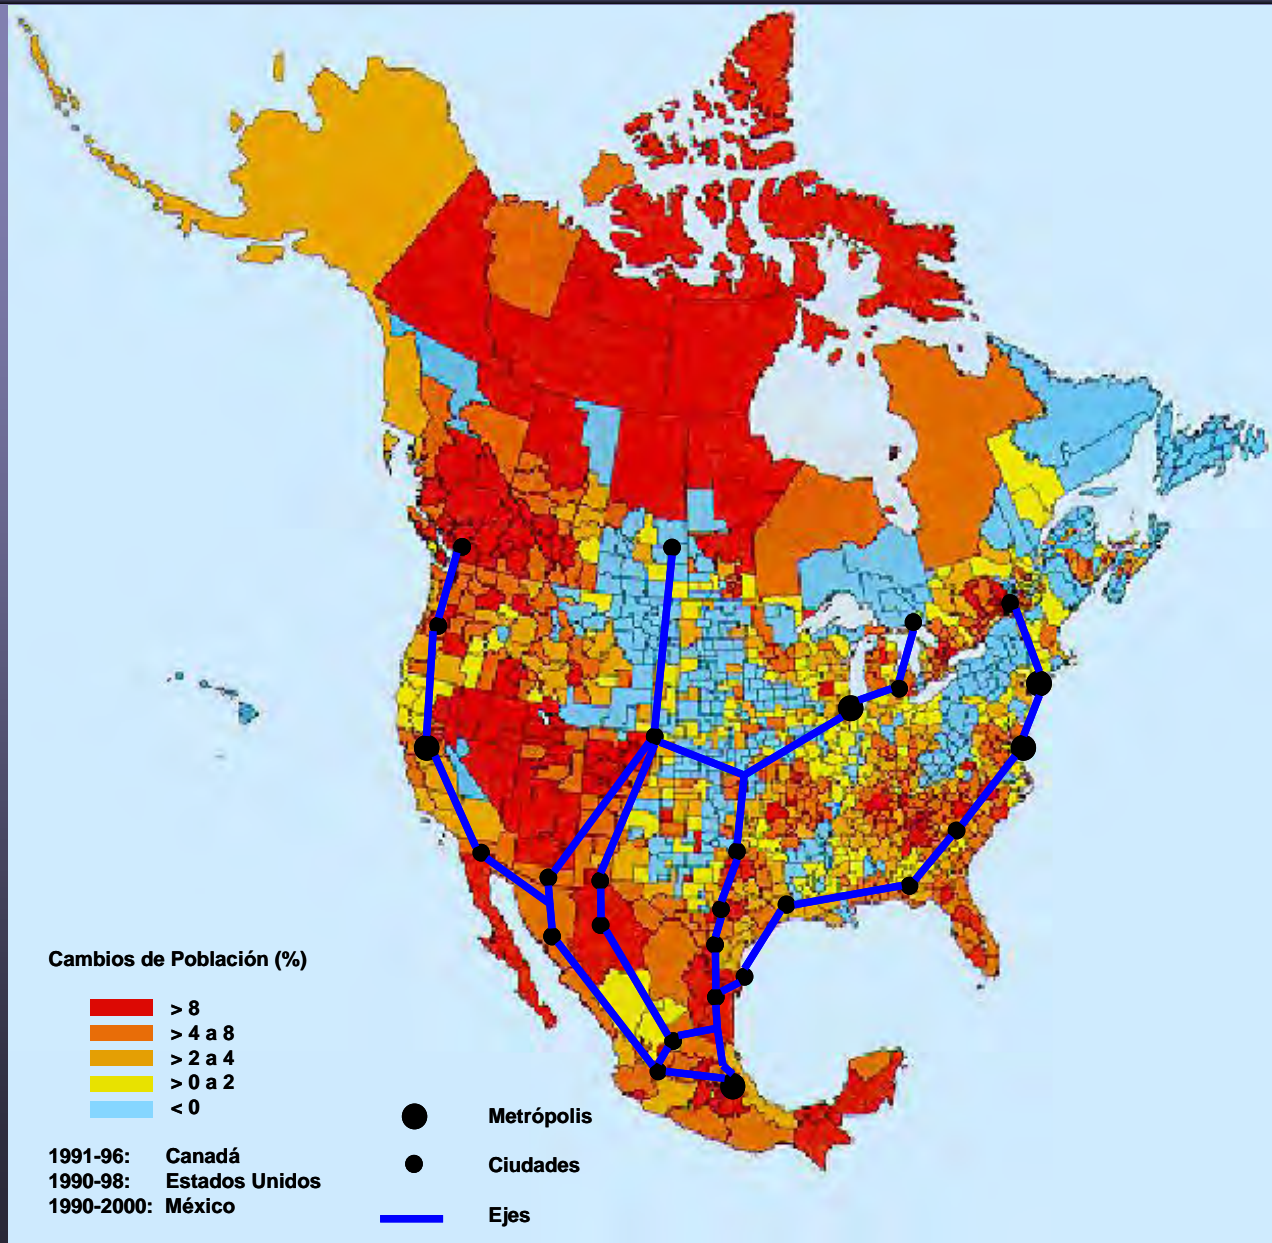 Cambios de Población (%)
> 8
> 4 a 8
> 2 a 4
> 0 a 2
< 0
1991-96: Canadá
1990-98: Estados Unidos
1990-2000: México
Metrópolis
Ciudades
Ejes